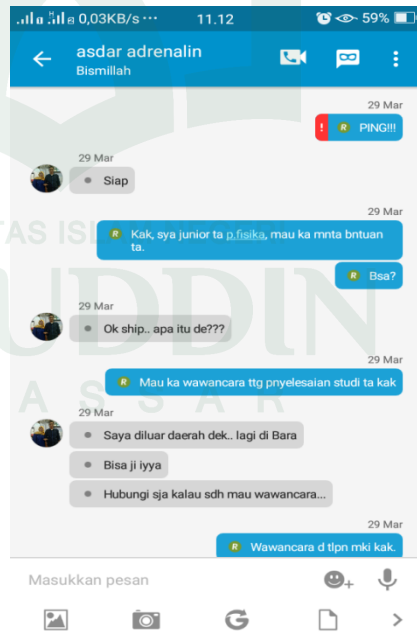 0,03KB/s ··· 11.12 59%
asdar adrenalin
Bismillah
29 Mar
PING!!!
29 Mar
Siap
29 Mar
Kak, sya junior ta p.fisika, mau ka mnta bntuan
ta.
Bsa?
29 Mar
Ok ship.. apa itu de???
29 Mar
Mau ka wawancara ttg pnyelesaian studi ta kak
29 Mar
Saya diluar daerah dek.. lagi di Bara
Bisa ji iyya
Hubungi sja kalau sdh mau wawancara...
29 Mar
Wawancara d tlpn mki kak.
Masukkan pesan